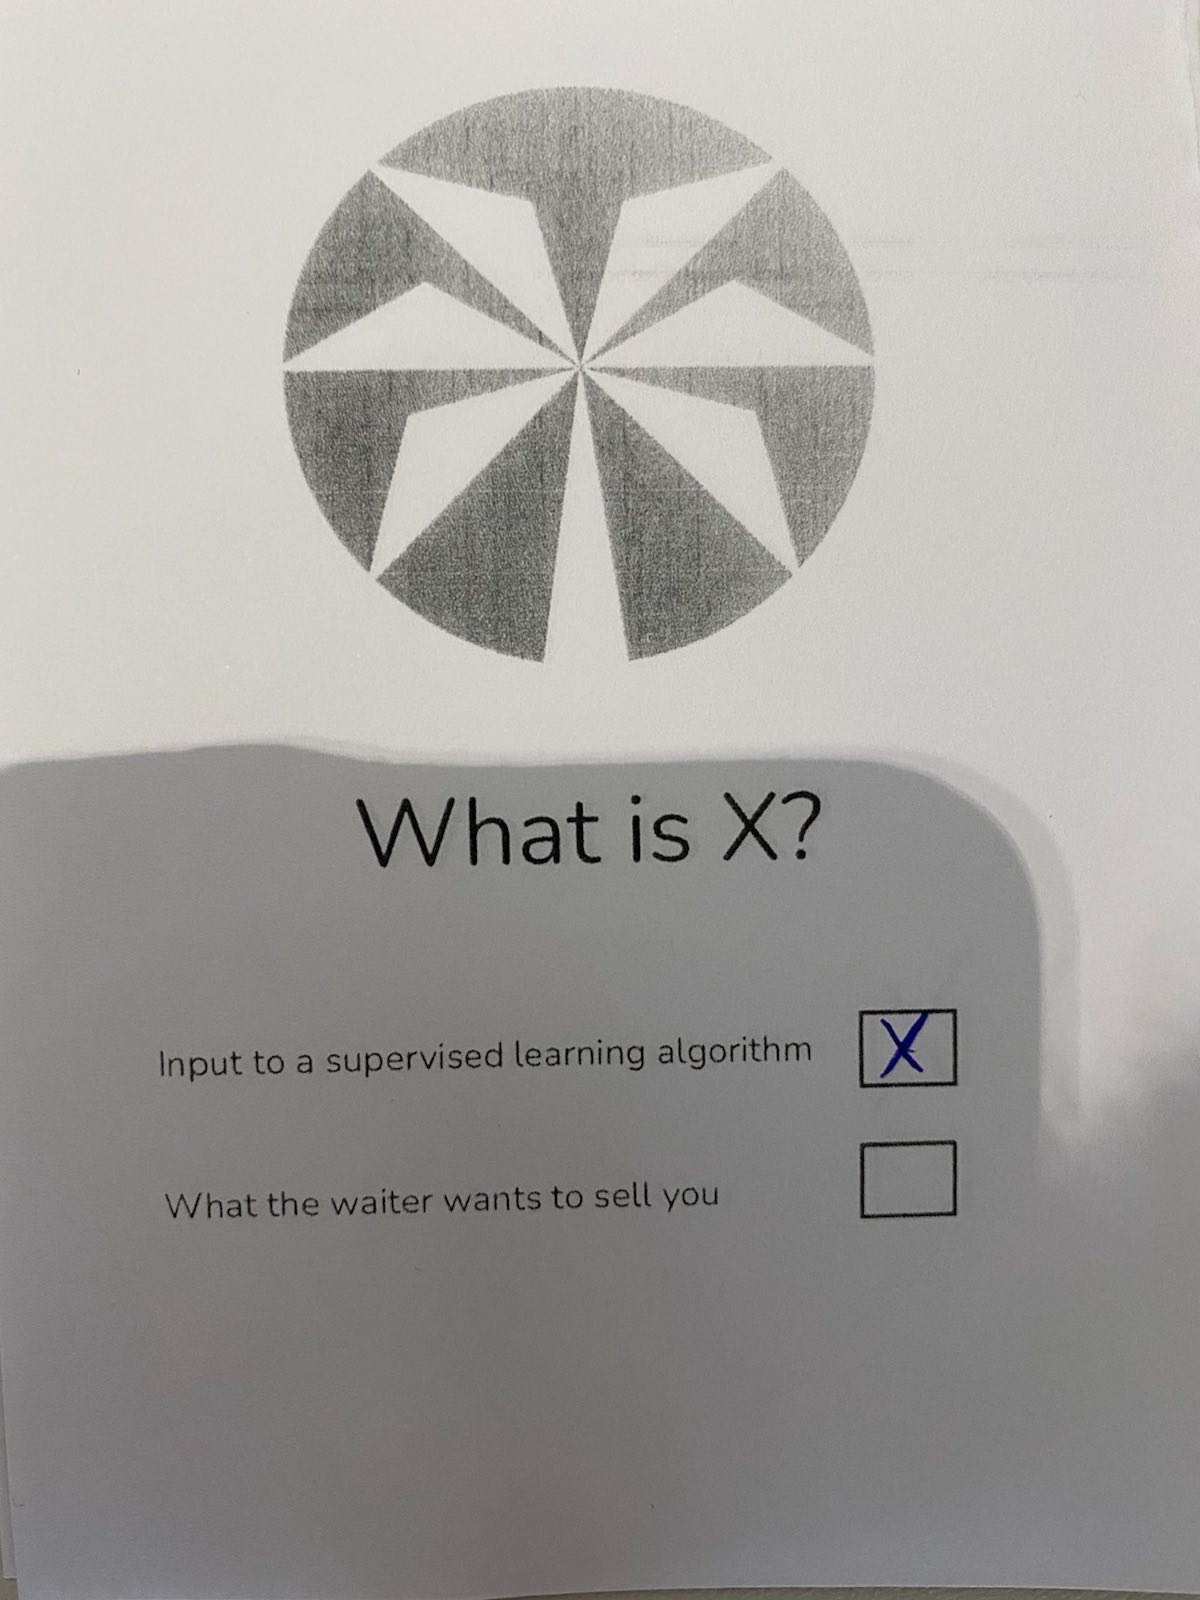 What is X?
Input to a supervised learning algorithm X
What the waiter wants to sell you